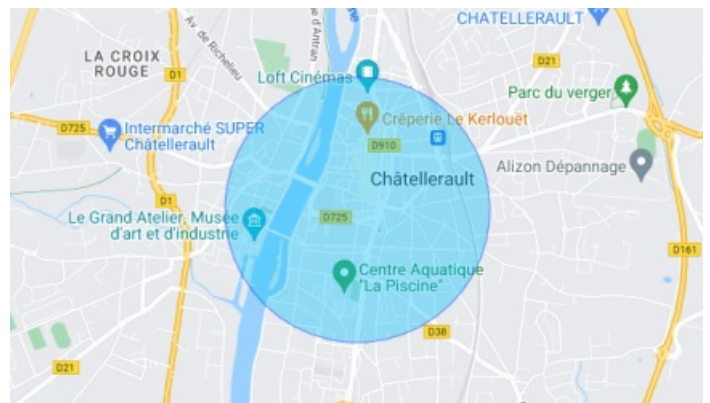 CHATELLERAULT
Av. de Richelieu
e d'Antran
ne
LA CROIX
ROUGE
D1
Loft Cinémas
D21
Parc du verger
Crêperie Le Kerlouët
D725
Intermarché SUPER
Châtellerault
D910
Alizon Dépannage
Châtellerault
D1
Le Grand Atelier, Musée
d'art et d'industrie
D725
D161
Centre Aquatique
"La Piscine"
D38
D21